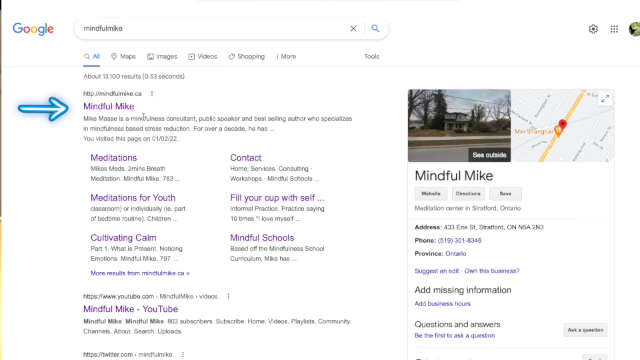 Google
mindfulmike
All Maps Images Videos Shopping More Tools
About 13,100 results (0.53 seconds)
http://mindfulmike.ca
Mindful Mike
Mike Masse is a mindfulness consultant, public speaker and best selling author who specializes
in mindfulness based stress reduction. For over a decade, he has ...
You visited this page on 01/02/22.
Meditations
Mikes Meds. 2mins Breath
Meditation. Mindful Mike. 783 ...
Contact
Home; Services. Consulting ·
Workshops · Mindful Schools ...
Meditations for Youth
classroom) or individually (ie, part
of bedtime routine). Children ...
Fill your cup with self ...
Informal Practice. Practice saying
10 times "I love myself ...
Cultivating Calm
Part 1. What is Present. Noticing
Emotions. Mindful Mike. 797 ...
Mindful Schools
Based off the Mindfulness School
Curriculum, Mike has ...
More results from mindfulmike.ca »
https://www.youtube.com › MindfulMike › videos
Mindful Mike - YouTube
Mindful Mike. Mindful Mike. 803 subscribers. Subscribe. Home. Videos. Playlists. Community.
Channels. About. Search. Uploads.
https://twitter.com › mindfulmike
See outside
Mei Shanghai
Mindful Mike
Website Directions Save
Meditation center in Stratford, Ontario
Address: 433 Erie St, Stratford, ON N5A 2N3
Phone: (519) 301-8346
Province: Ontario
Suggest an edit · Own this business?
Add missing information
Add business hours
Questions and answers
Be the first to ask a question
Ask a question